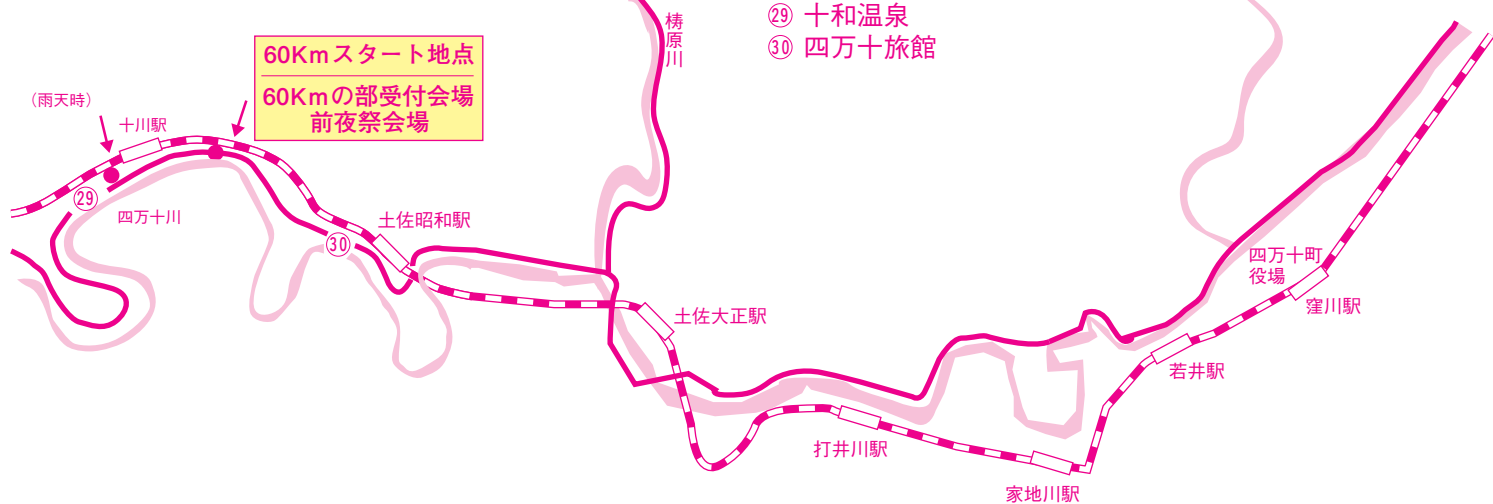 ㉙ 十和温泉
㉚ 四万十旅館
梼原川
60Kmスタート地点
60Kmの部受付会場
前夜祭会場
(雨天時)
十川駅
㉙
四万十川
土佐昭和駅
㉚
土佐大正駅
四万十町
役場
窪川駅
若井駅
打井川駅
家地川駅